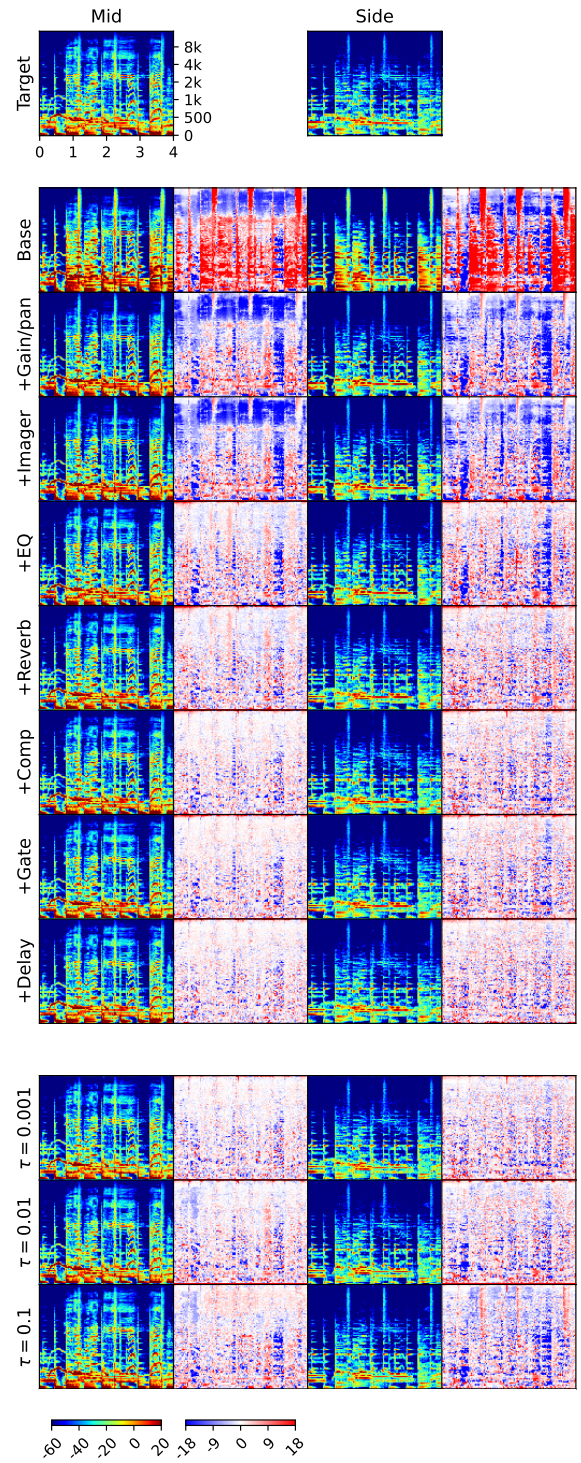 Mid Side
Target
8k
4k
2k
1k
500
0
0 1 2 3 4
Base
+Gain/pan
+Imager
+EQ
+Reverb
+Comp
+Gate
+Delay
τ = 0.001
τ = 0.01
τ = 0.1
-60 -40 -20 0 20 -18 -9 0 9 18